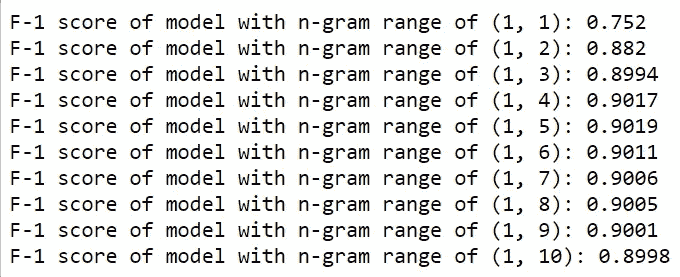 F-1 score of model with n-gram range of (1, 1): 0.752
F-1 score of model with n-gram range of (1, 2): 0.882
F-1 score of model with n-gram range of (1, 3): 0.8994
F-1 score of model with n-gram range of (1, 4): 0.9017
F-1 score of model with n-gram range of (1, 5): 0.9019
F-1 score of model with n-gram range of (1, 6): 0.9011
F-1 score of model with n-gram range of (1, 7): 0.9006
F-1 score of model with n-gram range of (1, 8): 0.9005
F-1 score of model with n-gram range of (1, 9): 0.9001
F-1 score of model with n-gram range of (1, 10): 0.8998